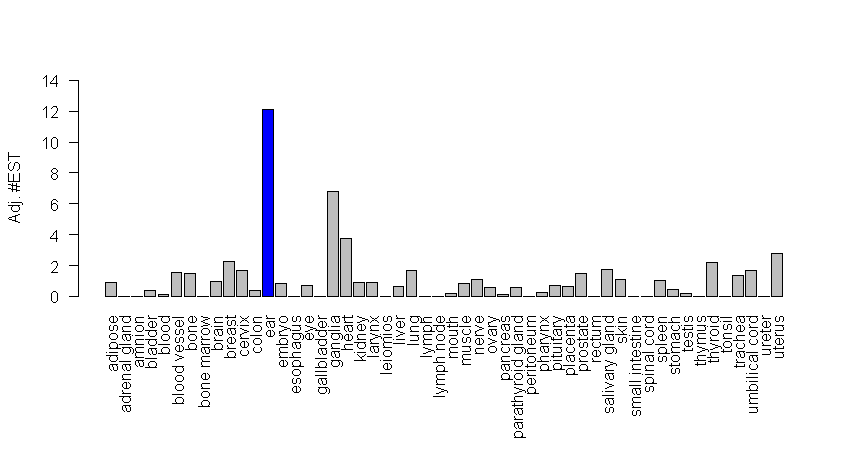 14
12
10
8
6
4
2
0
Adj. #EST
adipose
adrenal gland
amnion
bladder
blood
blood vessel
bone
bone marrow
brain
breast
cervix
colon
ear
embryo
esophagus
eye
gallbladder
ganglia
heart
kidney
larynx
leiomios
liver
lung
lymph
lymph node
mouth
muscle
nerve
ovary
pancreas
parathyroid gland
peritoneum
pharynx
pituitary
placenta
prostate
rectum
salivary gland
skin
small intestine
spinal cord
spleen
stomach
testis
thymus
thyroid
tonsil
trachea
umbilical cord
ureter
uterus